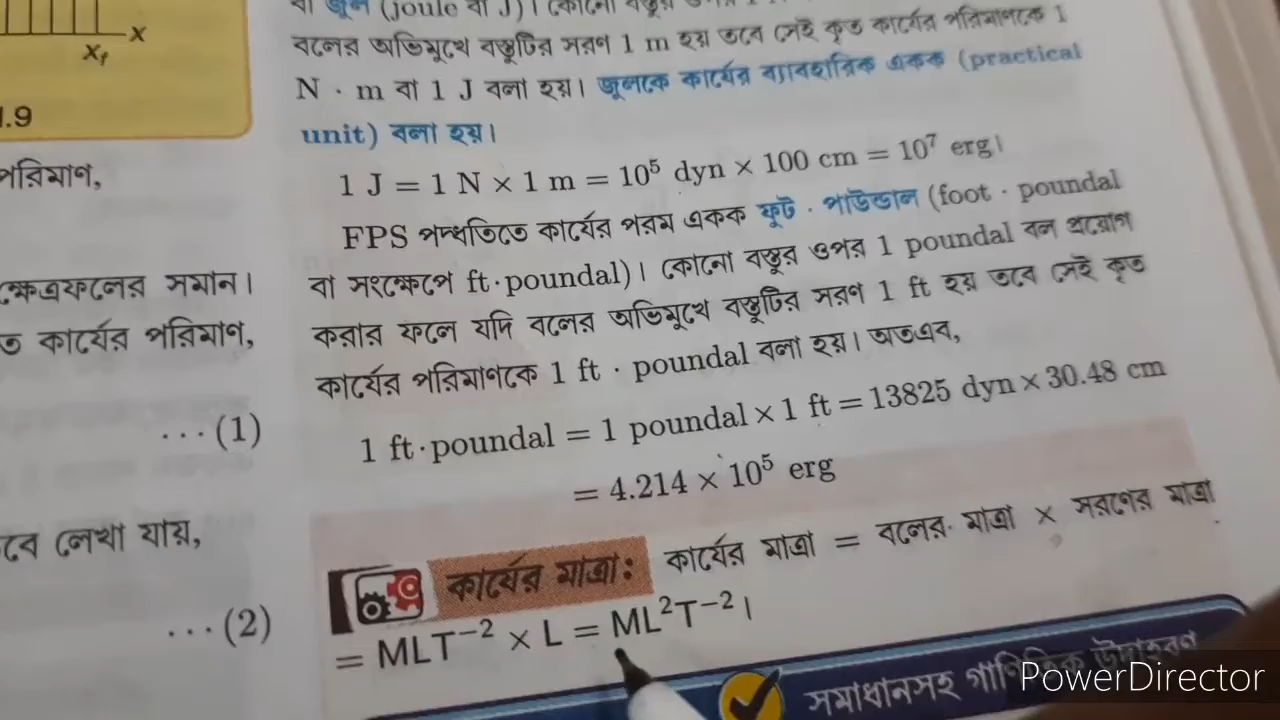 বা জুল (joule বা J)। কোনো বস্তুর
বলের অভিমুখে বস্তুটির সরণ 1 m হয় তবে সেই কৃত কার্যের পরিমাণকে 1
N · m বা 1 J বলা হয়। জুলকে কার্যের ব্যাবহারিক একক (practical
unit) বলা হয়।
1 J = 1 N × 1 m = 10⁵ dyn × 100 cm = 10⁷ erg।
FPS পদ্ধতিতে কার্যের পরম একক ফুট · পাউন্ডাল (foot · poundal
বা সংক্ষেপে ft·poundal)। কোনো বস্তুর ওপর 1 poundal বল প্রয়োগ
করার ফলে যদি বলের অভিমুখে বস্তুটির সরণ 1 ft হয় তবে সেই কৃত
কার্যের পরিমাণকে 1 ft · poundal বলা হয়। অতএব,
1 ft·poundal = 1 poundal × 1 ft = 13825 dyn × 30.48 cm
= 4.214 × 10⁵ erg
কার্যের মাত্রা: কার্যের মাত্রা = বলের মাত্রা × সরণের মাত্রা
= MLT⁻² × L = ML²T⁻²।
সমাধানসহ গাণিতিক উদাহরণ
X
X₁
1.9
পরিমাণ,
ক্ষেত্রফলের সমান।
ত কার্যের পরিমাণ,
...(1)
বে লেখা যায়,
...(2)
PowerDirector